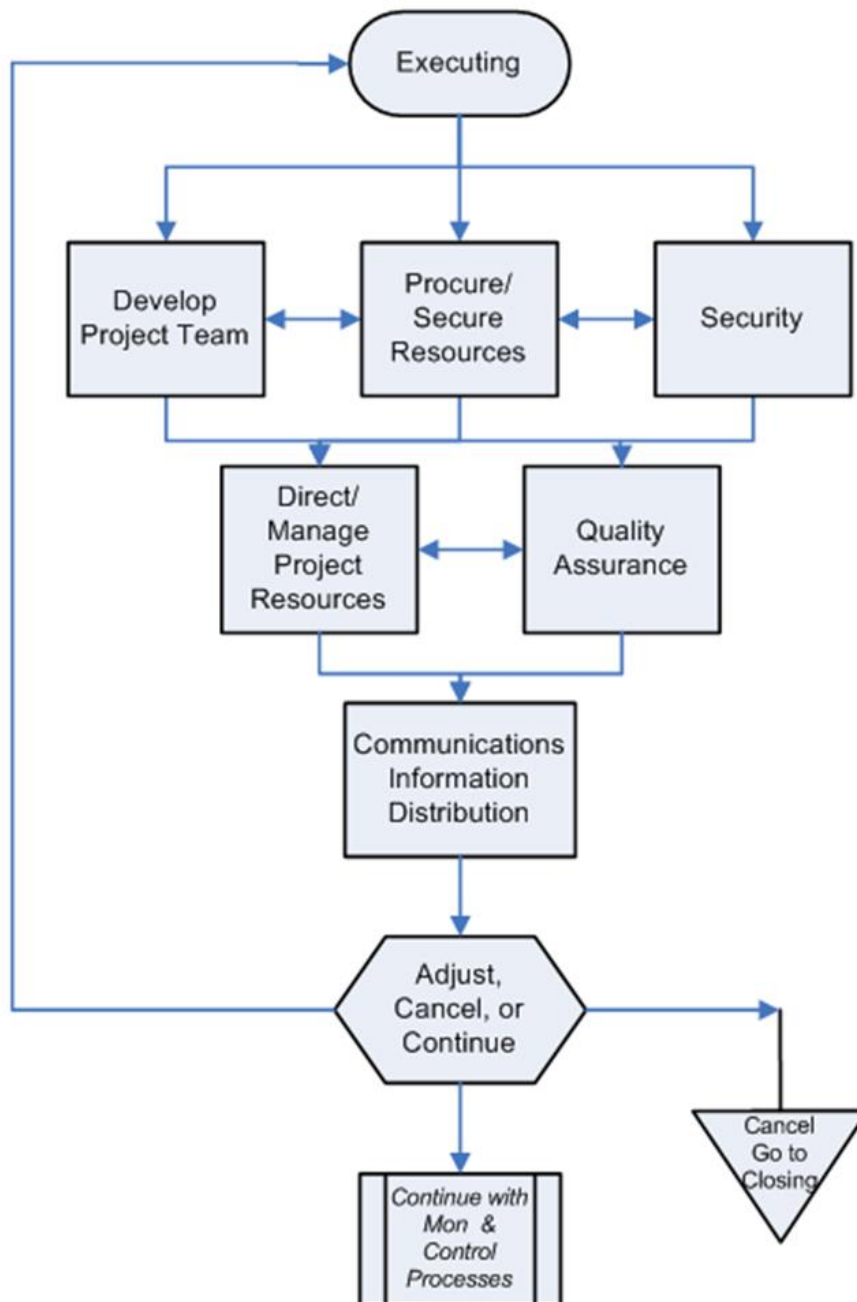 Executing
Develop
Project Team
Procure/
Secure
Resources
Security
Direct/
Manage
Project
Resources
Quality
Assurance
Communications
Information
Distribution
Adjust,
Cancel, or
Continue
Cancel
Go to
Closing
Continue with
Mon &
Control
Processes